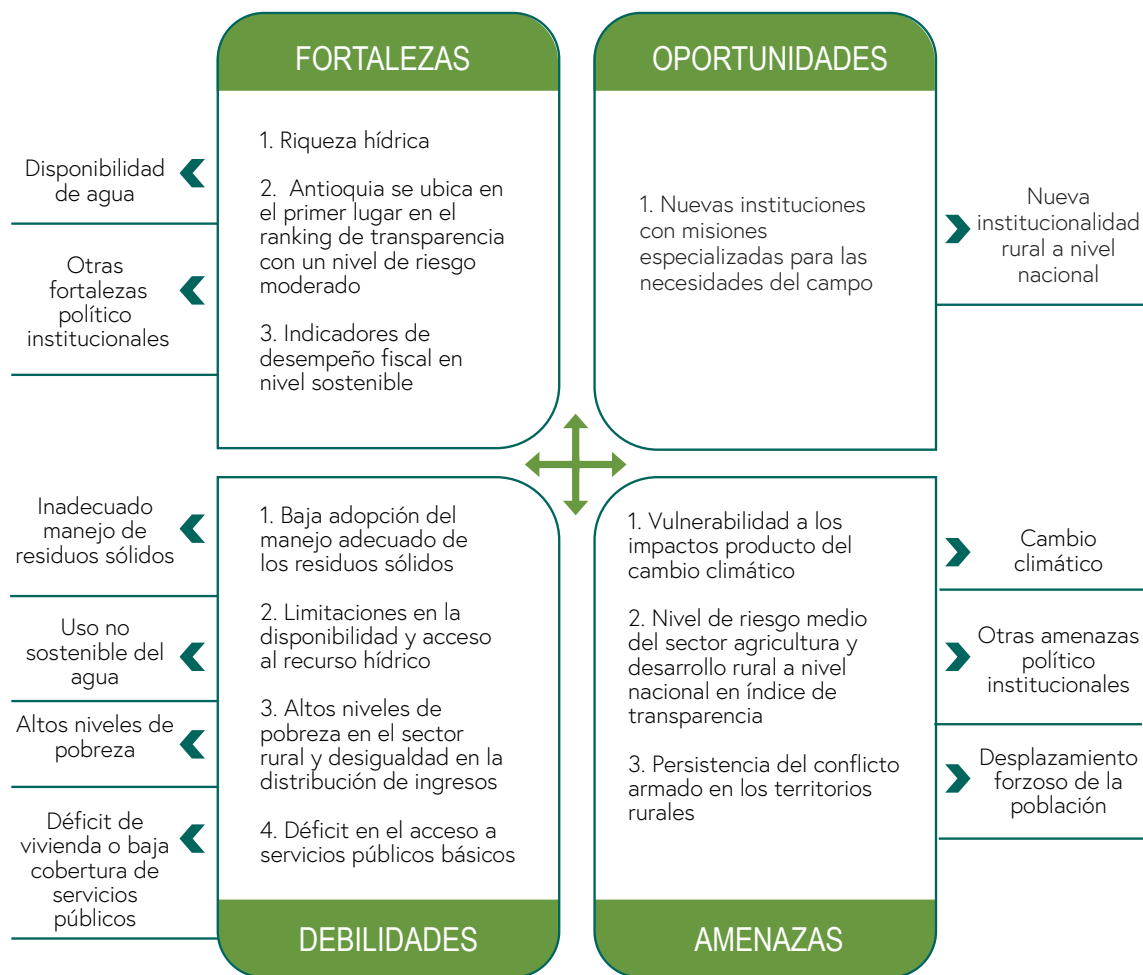 FORTALEZAS
Disponibilidad
de agua
Otras
fortalezas
político
institucionales
1. Riqueza hídrica
2. Antioquia se ubica en
el primer lugar en el
ranking de transparencia
con un nivel de riesgo
moderado
3. Indicadores de
desempeño fiscal en
nivel sostenible
OPORTUNIDADES
1. Nuevas instituciones
con misiones
especializadas para las
necesidades del campo
Nueva
institucionalidad
rural a nivel
nacional
Inadecuado
manejo de
residuos sólidos
Uso no
sostenible del
agua
Altos niveles de
pobreza
Déficit de
vivienda o baja
cobertura de
servicios
públicos
1. Baja adopción del
manejo adecuado de
los residuos sólidos
2. Limitaciones en la
disponibilidad y acceso
al recurso hídrico
3. Altos niveles de
pobreza en el sector
rural y desigualdad en la
distribución de ingresos
4. Déficit en el acceso a
servicios públicos básicos
DEBILIDADES
1. Vulnerabilidad a los
impactos producto del
cambio climático
2. Nivel de riesgo medio
del sector agricultura y
desarrollo rural a nivel
nacional en índice de
transparencia
3. Persistencia del conflicto
armado en los territorios
rurales
AMENAZAS
Cambio
climático
Otras amenazas
político
institucionales
Desplazamiento
forzoso de la
población